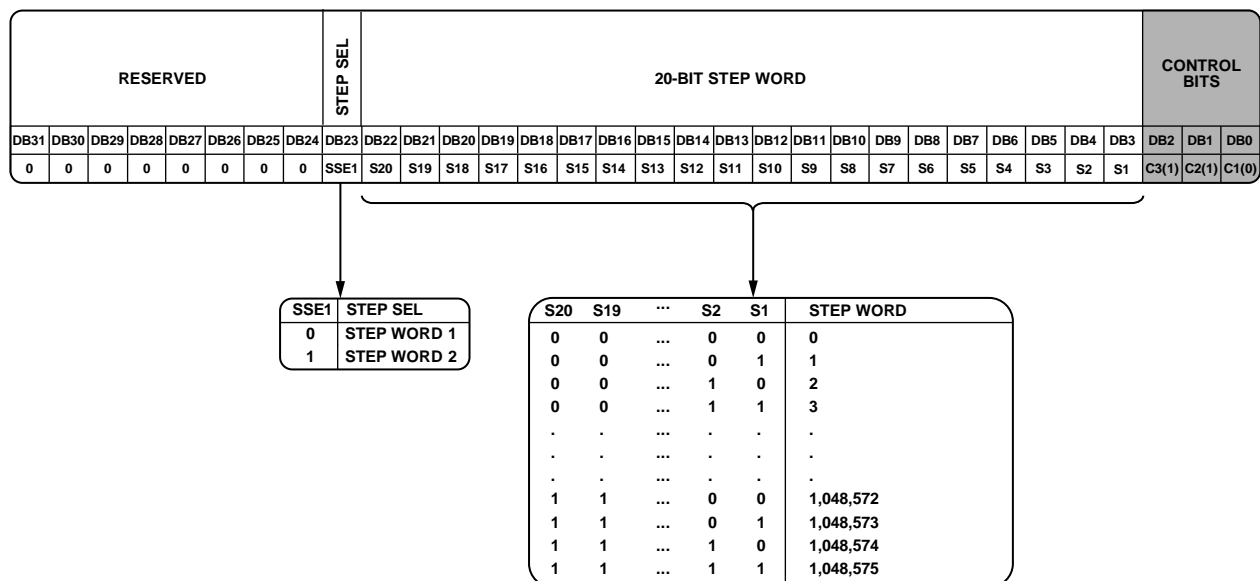 RESERVED STEP SEL 20-BIT STEP WORD CONTROL
BITS
DB31 DB30 DB29 DB28 DB27 DB26 DB25 DB24 DB23 DB22 DB21 DB20 DB19 DB18 DB17 DB16 DB15 DB14 DB13 DB12 DB11 DB10 DB9 DB8 DB7 DB6 DB5 DB4 DB3 DB2 DB1 DB0
0 0 0 0 0 0 0 0 SSE1 S20 S19 S18 S17 S16 S15 S14 S13 S12 S11 S10 S9 S8 S7 S6 S5 S4 S3 S2 S1 C3(1) C2(1) C1(0)
SSE1 STEP SEL
0 STEP WORD 1
1 STEP WORD 2
S20 S19 ... S2 S1 STEP WORD
0 0 ... 0 0 0
0 0 ... 0 1 1
0 0 ... 1 0 2
0 0 ... 1 1 3
. . ... . . .
. . ... . . .
. . ... . . .
1 1 ... 0 0 1,048,572
1 1 ... 0 1 1,048,573
1 1 ... 1 0 1,048,574
1 1 ... 1 1 1,048,575